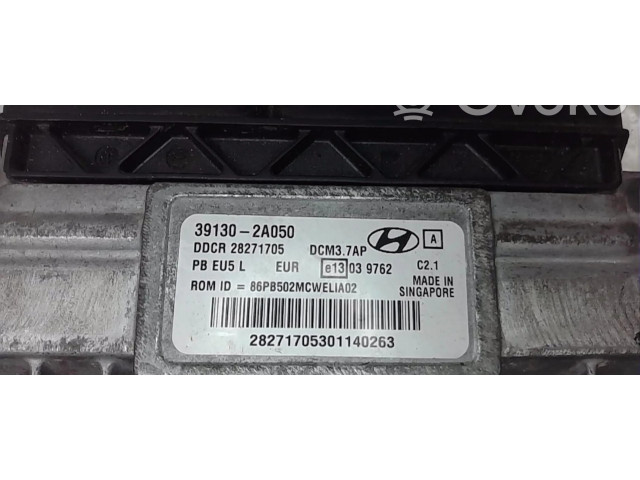 39130-2A050
DDCR 28271705 DCM3.7AP A
PB EU5 L EUR e13 03 9762 C2.1
ROM ID = 86PB502MCWELIA02 MADE IN
SINGAPORE
28271705301140263